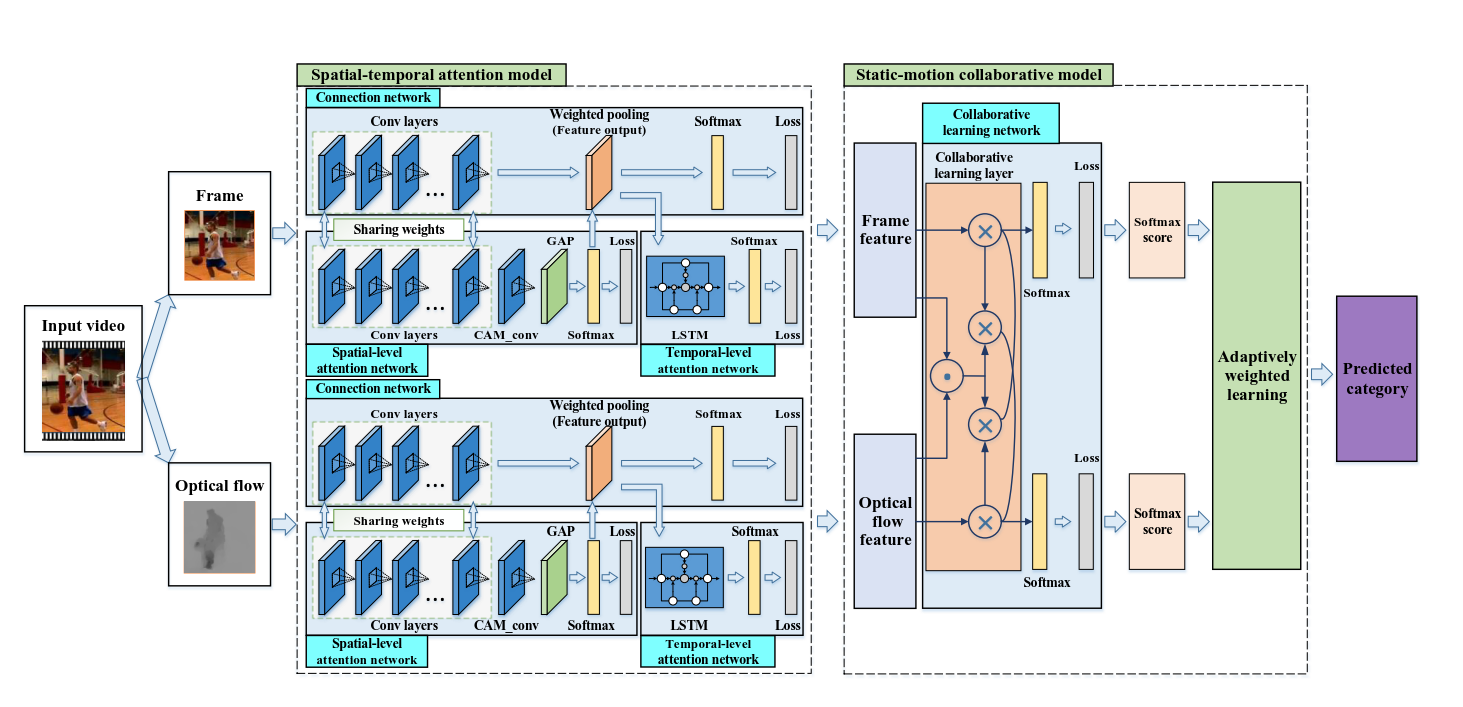 Input video
Frame
Optical flow
Spatial-temporal attention model
Connection network
Conv layers
Weighted pooling
(Feature output)
Softmax
Loss
...
Sharing weights
GAP
Loss
Softmax
...
Conv layers
CAM_conv
Softmax
LSTM
Loss
Spatial-level
attention network
Temporal-level
attention network
Connection network
Conv layers
Weighted pooling
(Feature output)
Softmax
Loss
...
Sharing weights
GAP
Loss
Softmax
...
Conv layers
CAM_conv
Softmax
LSTM
Loss
Spatial-level
attention network
Temporal-level
attention network
Static-motion collaborative model
Collaborative
learning network
Collaborative
learning layer
Loss
Frame
feature
Softmax
Softmax
score
Optical
flow
feature
Loss
Softmax
Softmax
score
Adaptively
weighted
learning
Predicted
category